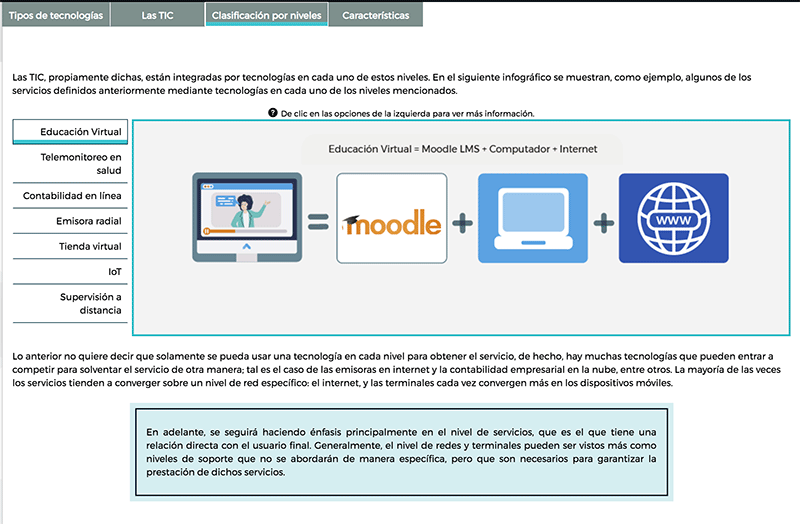 Tipos de tecnologías
Las TIC
Clasificación por niveles
Características
Las TIC, propiamente dichas, están integradas por tecnologías en cada uno de estos niveles. En el siguiente infográfico se muestran, como ejemplo, algunos de los
servicios definidos anteriormente mediante tecnologías en cada uno de los niveles mencionados.
? De clic en las opciones de la izquierda para ver más información.
Educación Virtual
Telemonitoreo en
salud
Contabilidad en línea
Emisora radial
Tienda virtual
IoT
Supervisión a
distancia
Educación Virtual = Moodle LMS + Computador + Internet
=
moodle
+
+
www
Lo anterior no quiere decir que solamente se pueda usar una tecnología en cada nivel para obtener el servicio, de hecho, hay muchas tecnologías que pueden entrar a
competir para solventar el servicio de otra manera; tal es el caso de las emisoras en internet y la contabilidad empresarial en la nube, entre otros. La mayoría de las veces
los servicios tienden a converger sobre un nivel de red específico: el internet, y las terminales cada vez convergen más en los dispositivos móviles.
En adelante, se seguirá haciendo énfasis principalmente en el nivel de servicios, que es el que tiene una
relación directa con el usuario final. Generalmente, el nivel de redes y terminales pueden ser vistos más como
niveles de soporte que no se abordarán de manera específica, pero que son necesarios para garantizar la
prestación de dichos servicios.